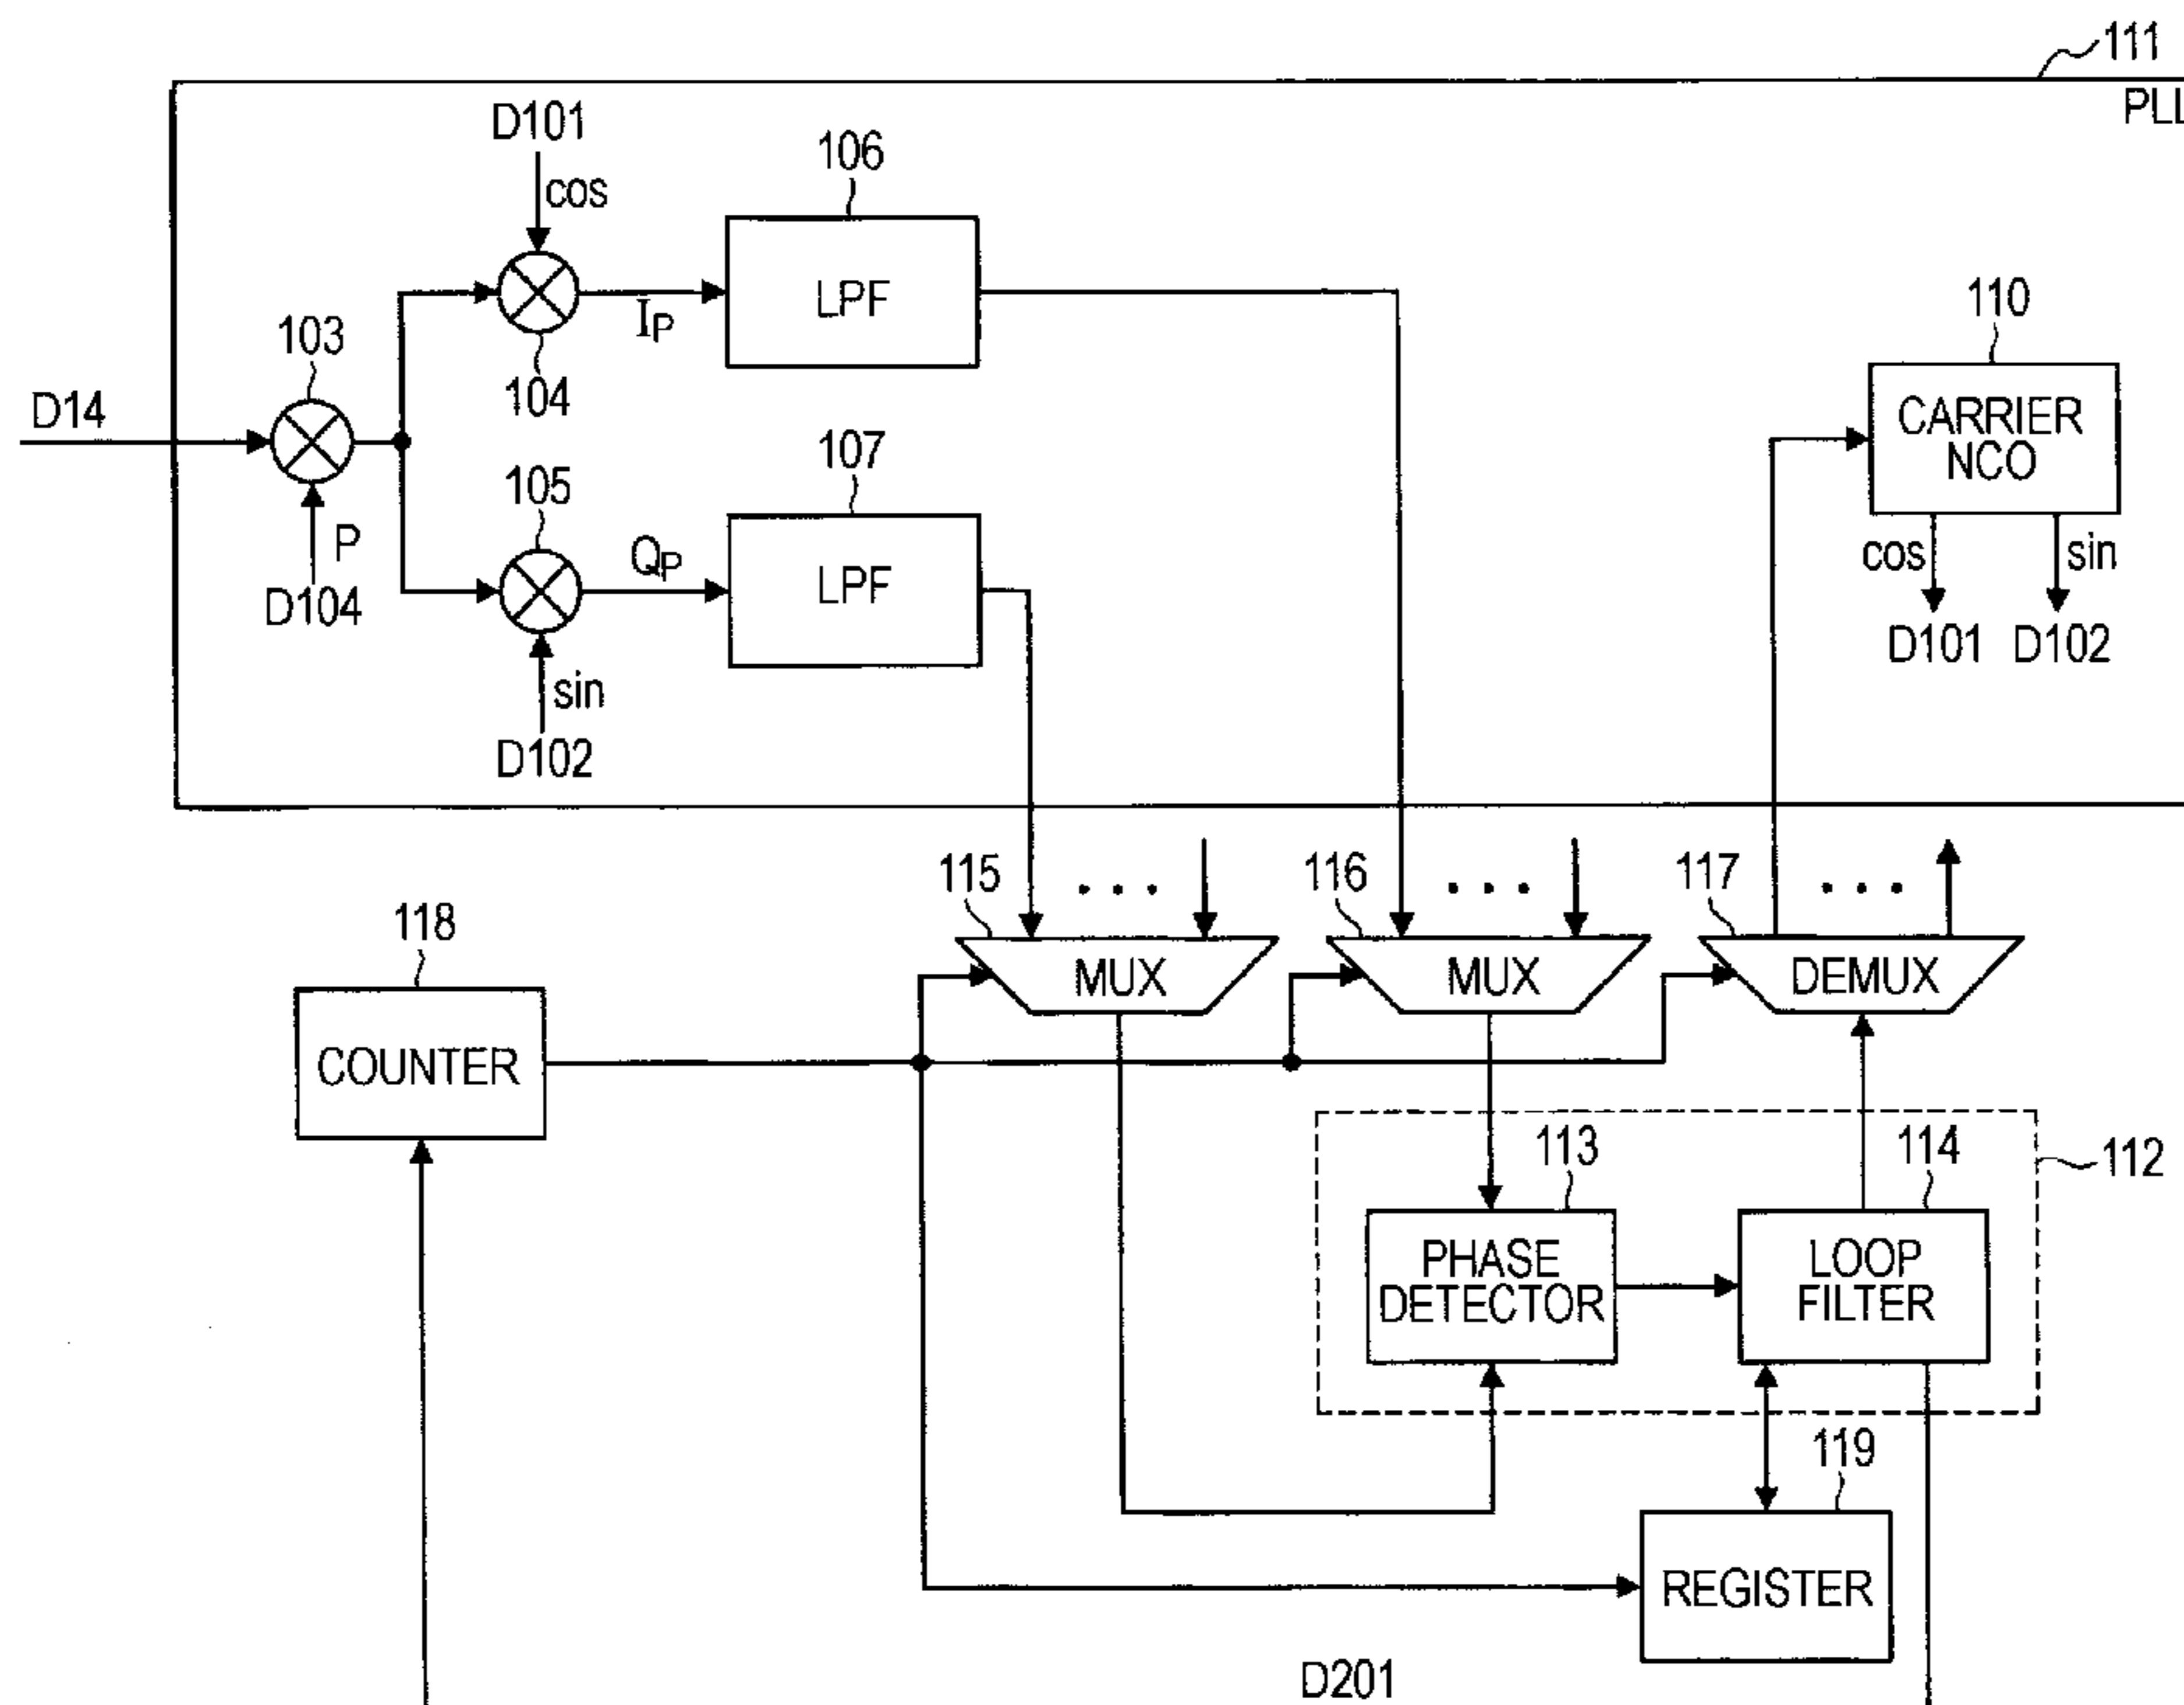 111
PLL
D101
cos
106
LPF
I_P
104
103
D14
P
D104
105
Q_P
107
LPF
sin
D102
110
CARRIER
NCO
cos
sin
D101
D102
115
. . .
MUX
116
. . .
MUX
117
. . .
DEMUX
118
COUNTER
112
113
PHASE
DETECTOR
114
LOOP
FILTER
119
REGISTER
D201